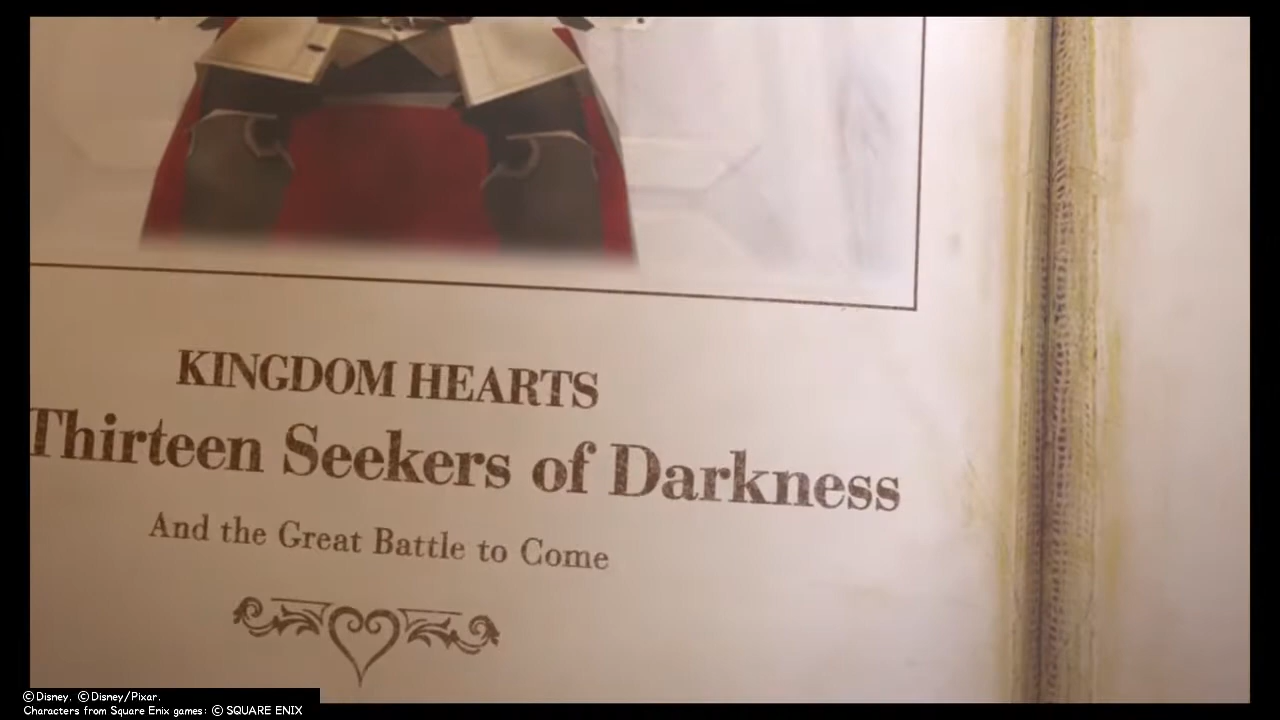 KINGDOM HEARTS
Thirteen Seekers of Darkness
And the Great Battle to Come
©Disney. ©Disney/Pixar.
Characters from Square Enix games: © SQUARE ENIX